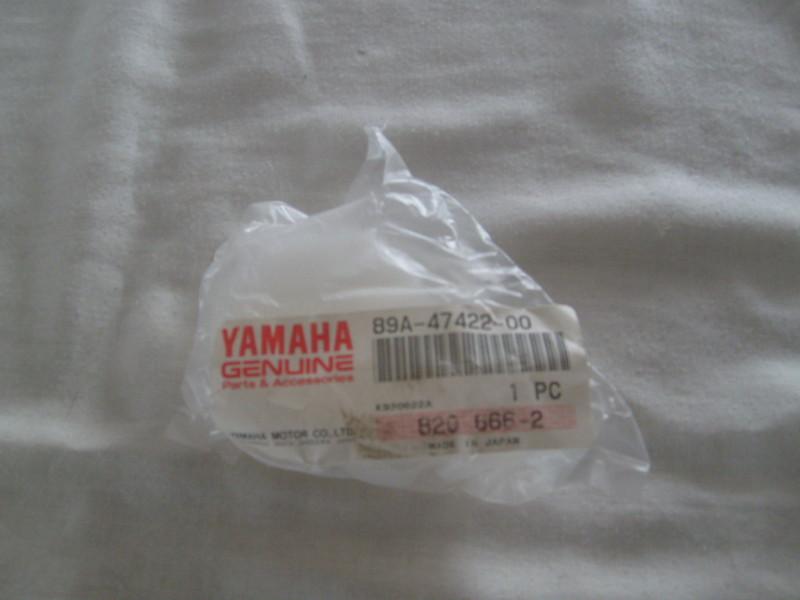 YAMAHA
GENUINE
Parts & Accessories
89A-47422-00
1 PC
K920622A
820 666-2
YAMAHA MOTOR CO., LTD.
MADE IN JAPAN